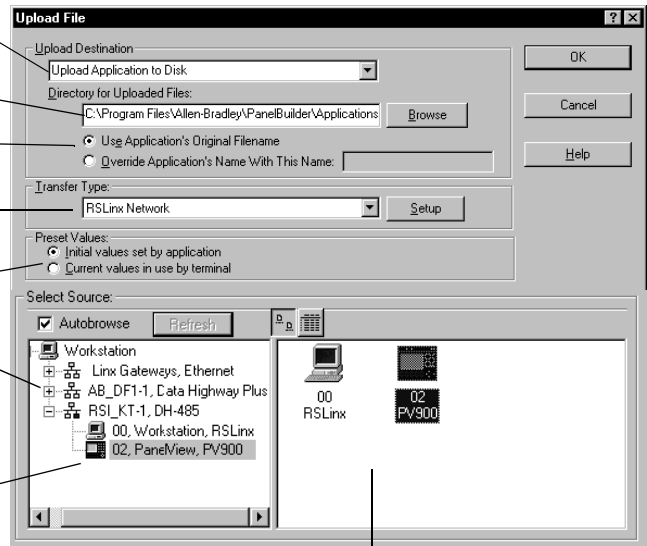 Upload File
Upload Destination
OK
Upload Application to Disk
Directory for Uploaded Files:
C:\Program Files\Allen-Bradley\PanelBuilder\Applications
Browse
Cancel
Use Application's Original Filename
Override Application's Name With This Name:
Help
Transfer Type:
RSLinx Network
Setup
Preset Values:
Initial values set by application
Current values in use by terminal
Select Source:
Autobrowse
Refresh
Workstation
Linx Gateways, Ethernet
AB_DF1-1, Data Highway Plus
RSI_KT-1, DH-485
00, Workstation, RSLinx
02, PanelView, PV900
00
RSLinx
02
PV900